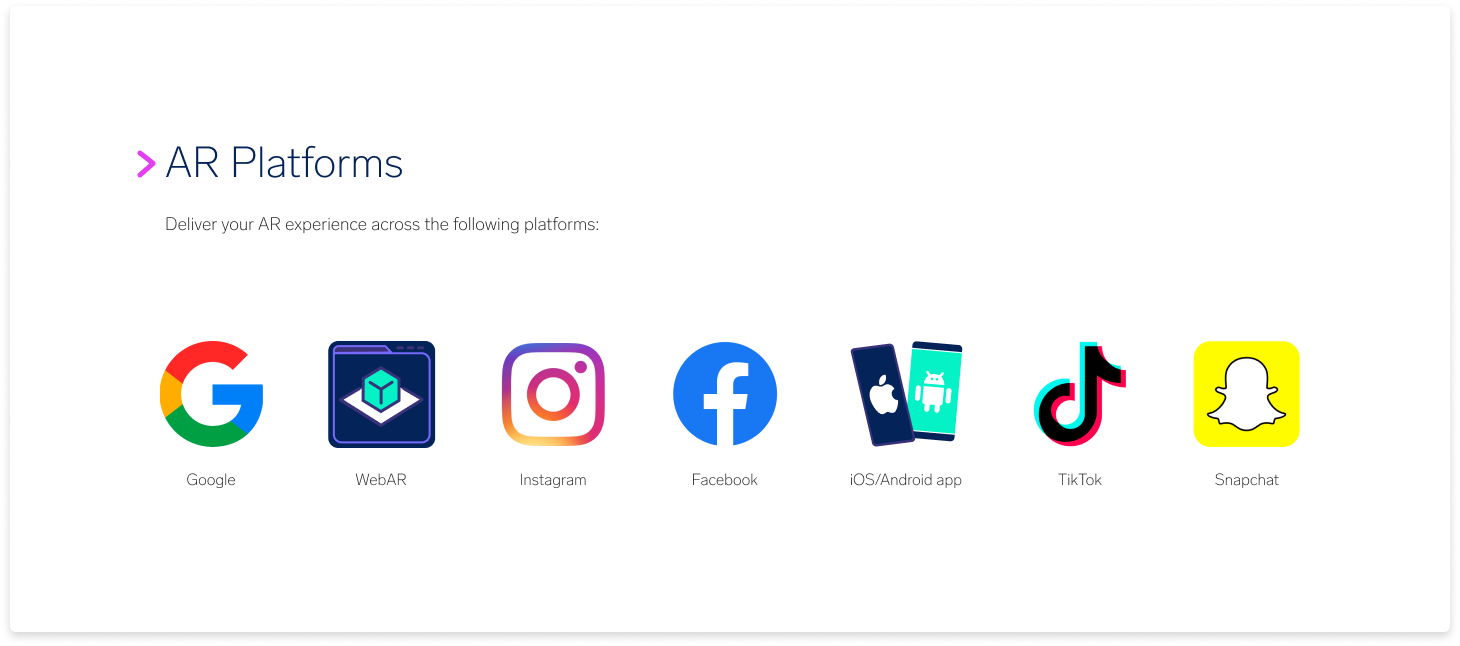 AR Platforms
Deliver your AR experience across the following platforms:
Google
WebAR
Instagram
Facebook
iOS/Android app
TikTok
Snapchat